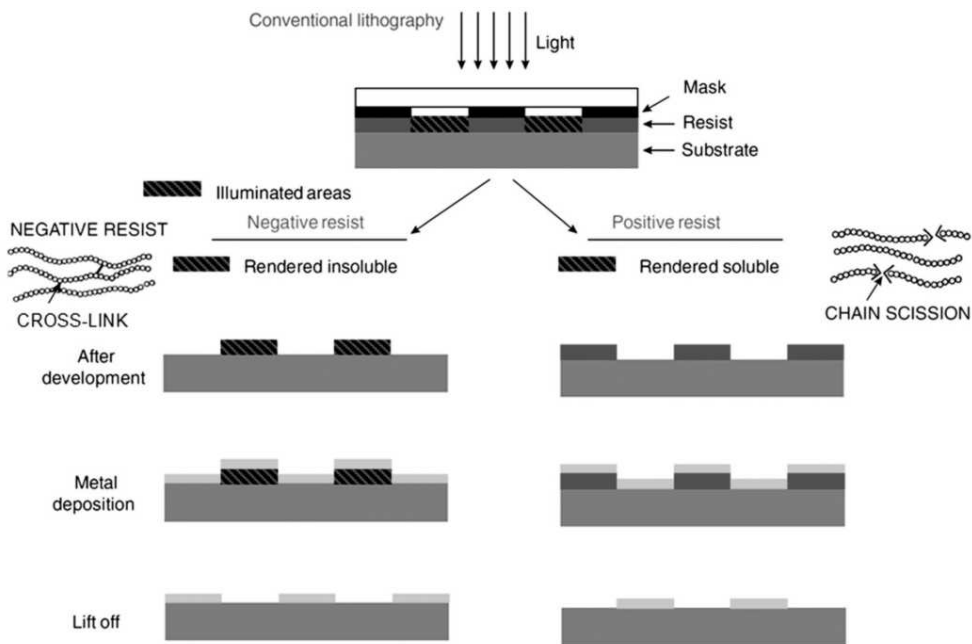 Conventional lithography
Light
Mask
Resist
Substrate
Illuminated areas
Negative resist
Positive resist
NEGATIVE RESIST
Rendered insoluble
Rendered soluble
CROSS-LINK
CHAIN SCISSION
After
development
Metal
deposition
Lift off